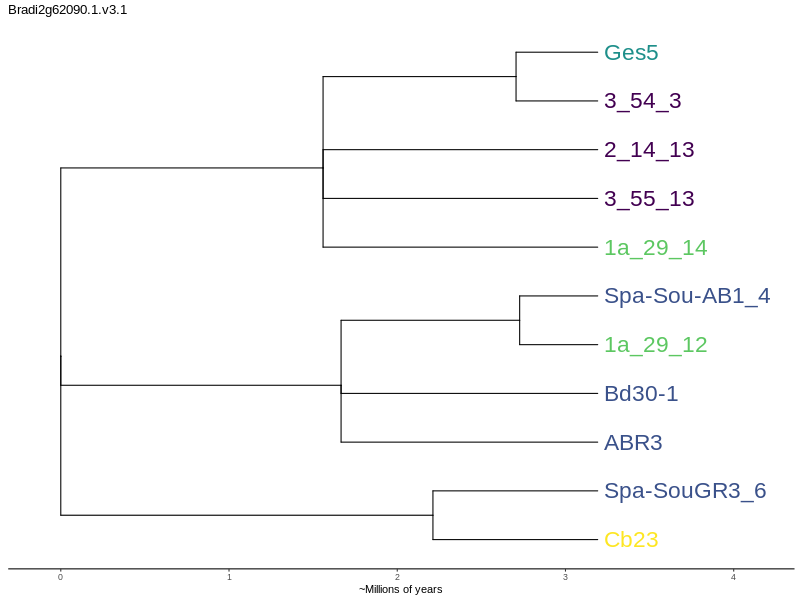 Bradi2g62090.1.v3.1
Ges5
3_54_3
2_14_13
3_55_13
1a_29_14
Spa-Sou-AB1_4
1a_29_12
Bd30-1
ABR3
Spa-SouGR3_6
Cb23
0 1 2 3 4
~Millions of years